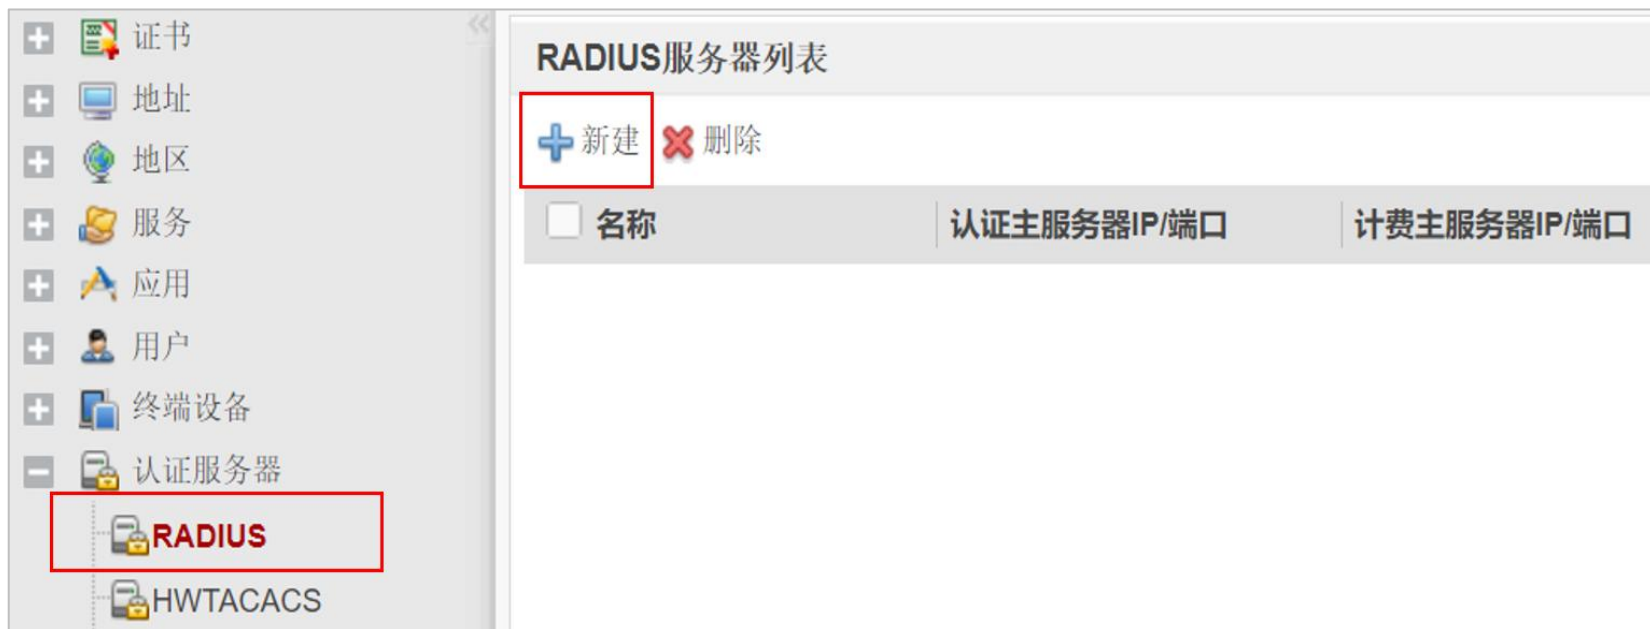 证书
地址
地区
服务
应用
用户
终端设备
认证服务器
RADIUS
HWTACACS
RADIUS服务器列表
新建 删除
名称 认证主服务器IP/端口 计费主服务器IP/端口